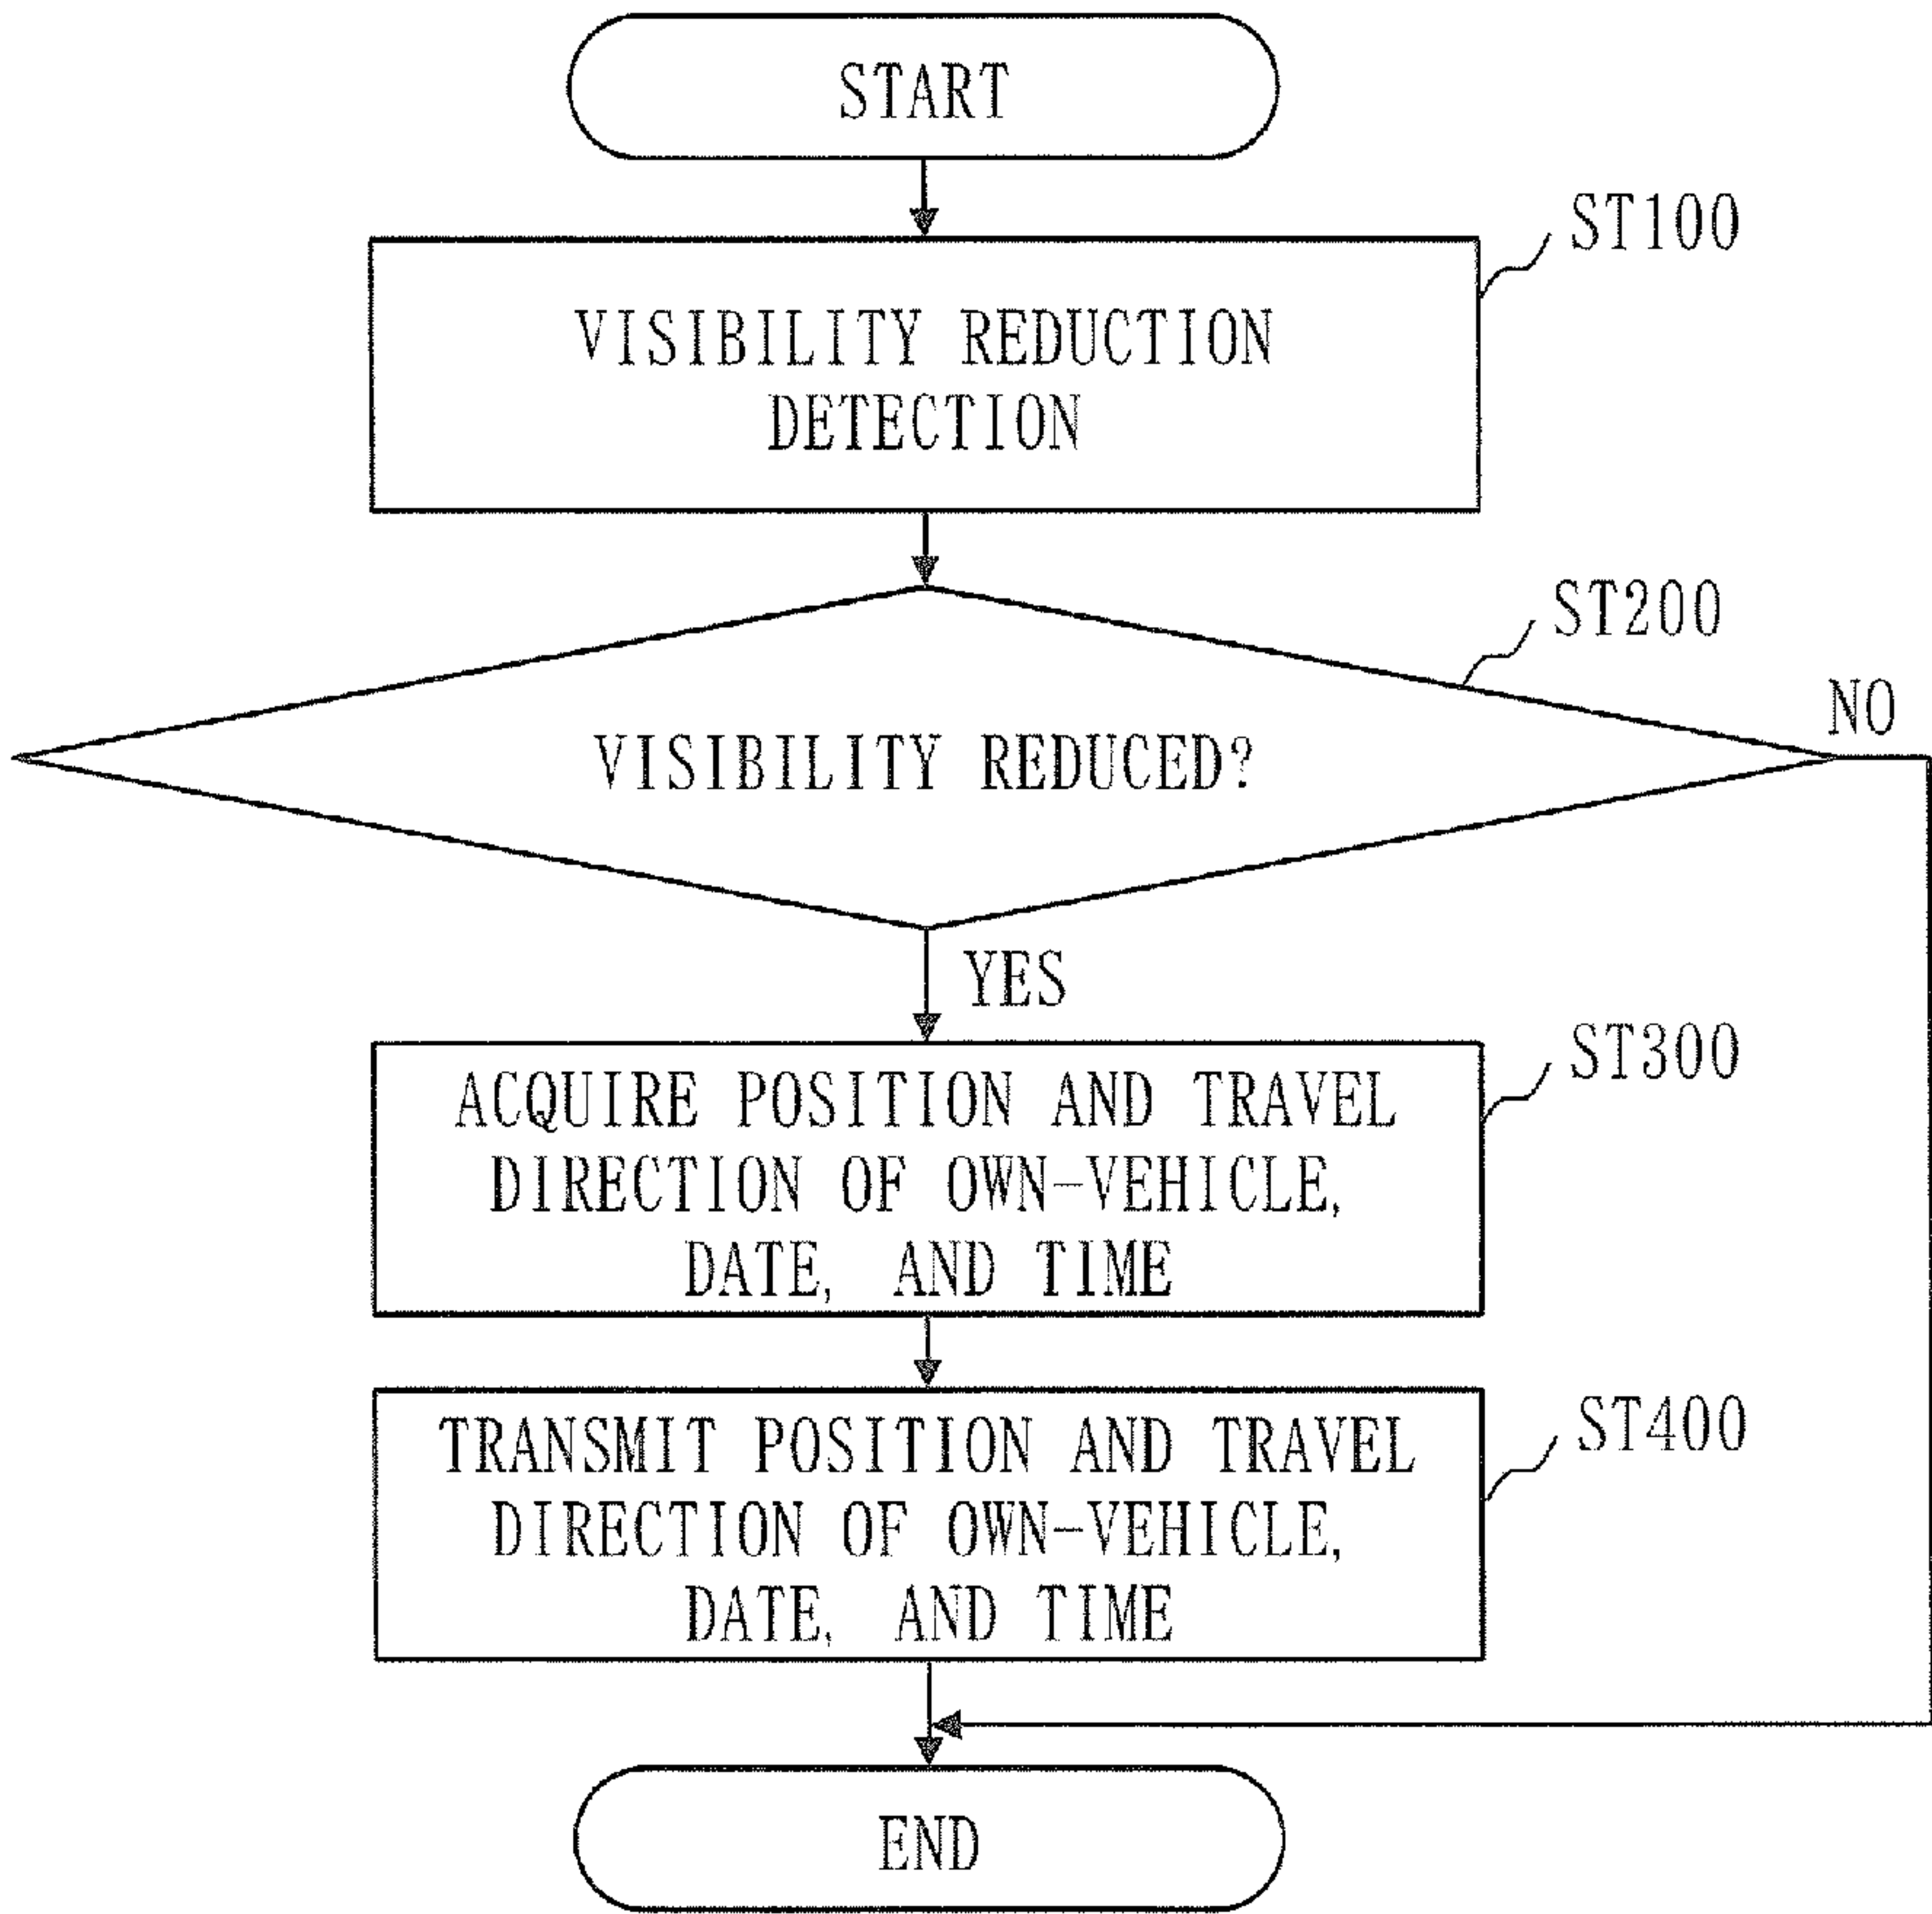 START
ST100
VISIBILITY REDUCTION
DETECTION
ST200
NO
VISIBILITY REDUCED?
YES
ST300
ACQUIRE POSITION AND TRAVEL
DIRECTION OF OWN-VEHICLE,
DATE, AND TIME
ST400
TRANSMIT POSITION AND TRAVEL
DIRECTION OF OWN-VEHICLE,
DATE, AND TIME
END